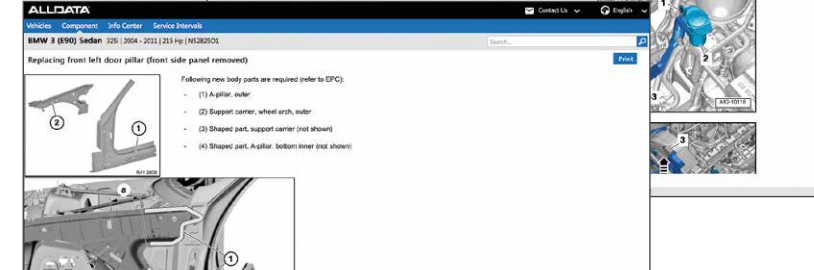 ALLDATA
Contact Us
English
Vehicles Component Info Center Service Intervals
BMW 3 (E90) Sedan 325i | 2004 - 2011 | 215 Hp | N52B25O1
Search...
Replacing front left door pillar (front side panel removed)
Print
Following new body parts are required (refer to EPC):
- (1) A-pillar, outer
- (2) Support carrier, wheel arch, outer
- (3) Shaped part, support carrier (not shown)
- (4) Shaped part, A-pillar, bottom inner (not shown)
2
1
a
1
1
2
3
3